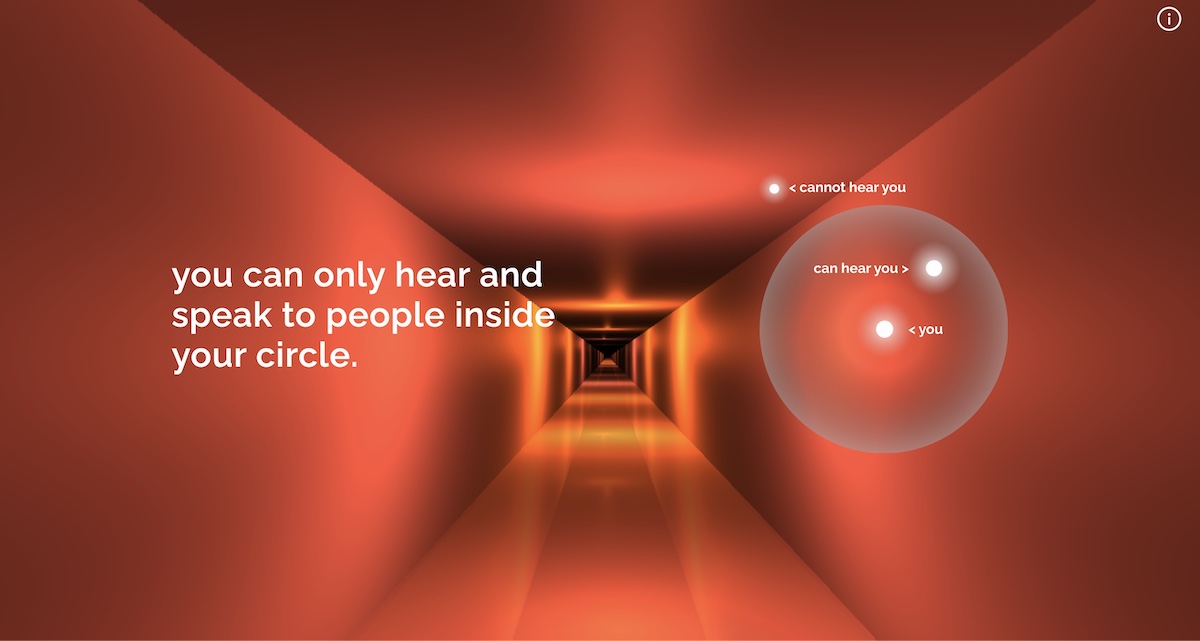 < cannot hear you
you can only hear and
speak to people inside
your circle.
can hear you >
< you